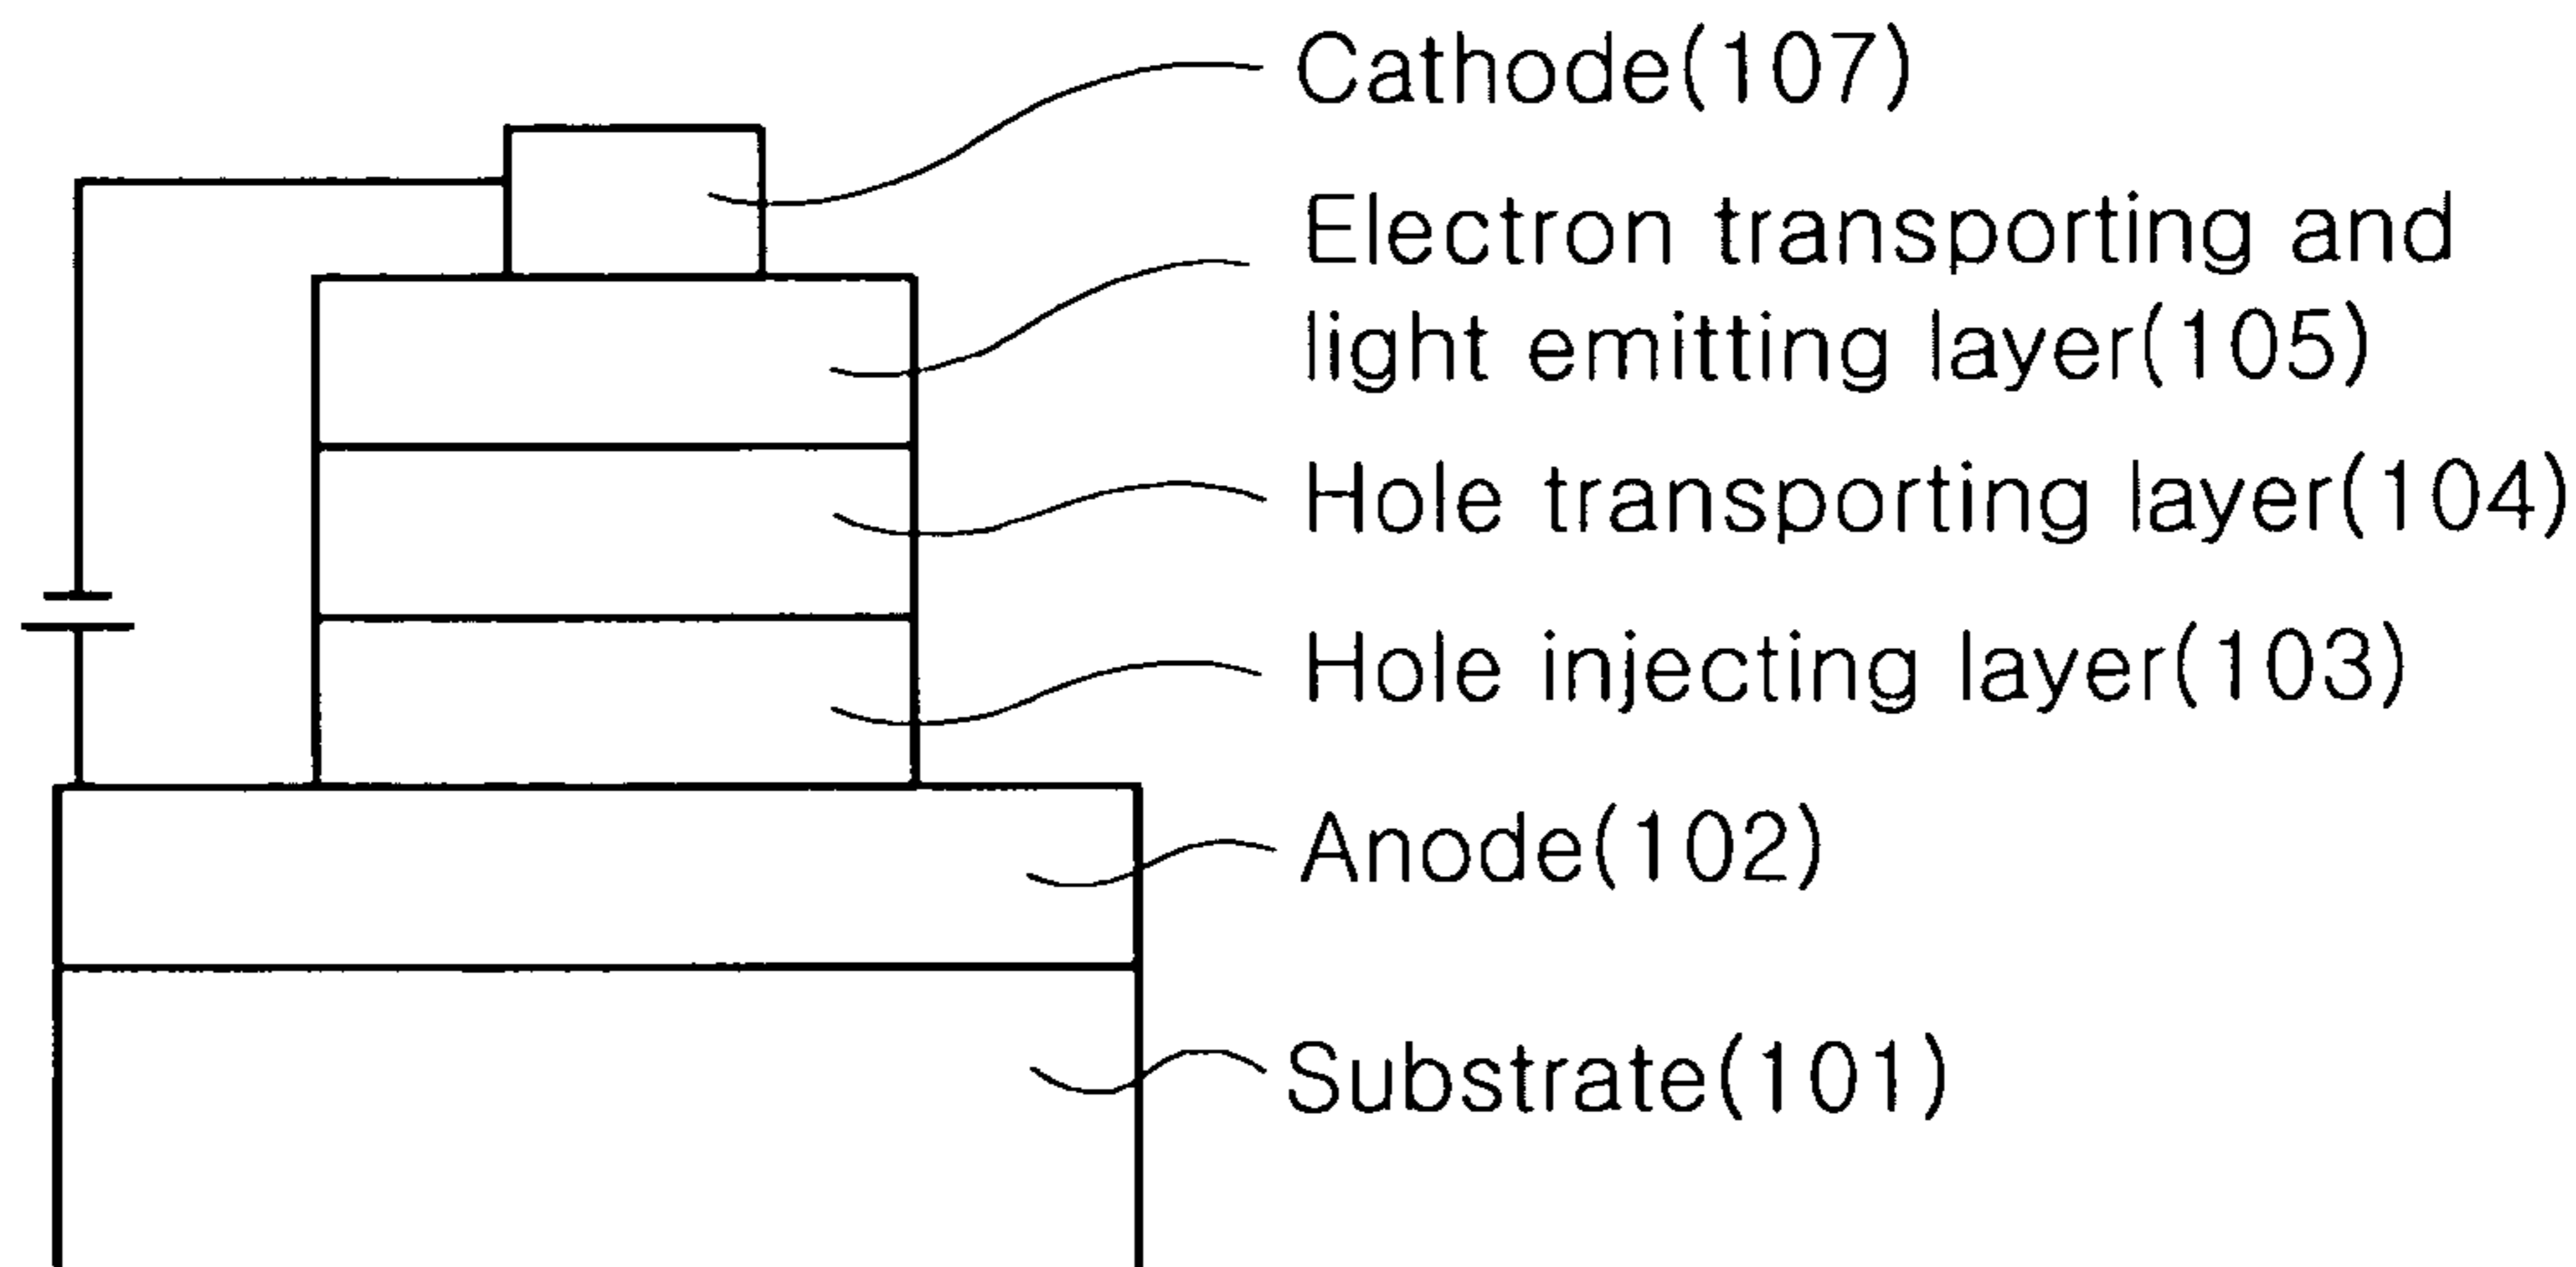 Cathode(107)
Electron transporting and
light emitting layer(105)
Hole transporting layer(104)
Hole injecting layer(103)
Anode(102)
Substrate(101)